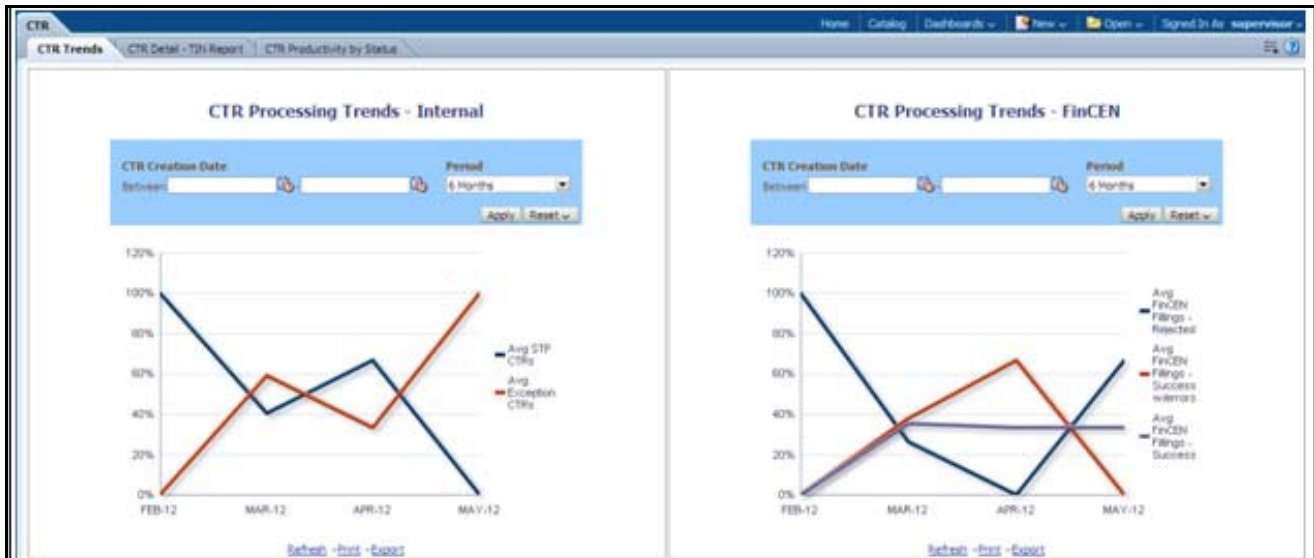 CTR
Home Catalog Dashboards New Open Signed In As supervisor
CTR Trends CTR Detail - TIN Report CTR Productivity by Status
CTR Processing Trends - Internal
CTR Creation Date Period
Between - 6 Months
Apply Reset
120%
100%
80%
60%
40%
20%
0%
FEB-12 MAR-12 APR-12 MAY-12
Avg STP
CTRs
Avg
Exception
CTRs
Refresh - Print - Export
CTR Processing Trends - FinCEN
CTR Creation Date Period
Between - 6 Months
Apply Reset
120%
100%
80%
60%
40%
20%
0%
FEB-12 MAR-12 APR-12 MAY-12
Avg
FinCEN
Fillings -
Rejected
Avg
FinCEN
Fillings -
Success
w/errors
Avg
FinCEN
Fillings -
Success
Refresh - Print - Export